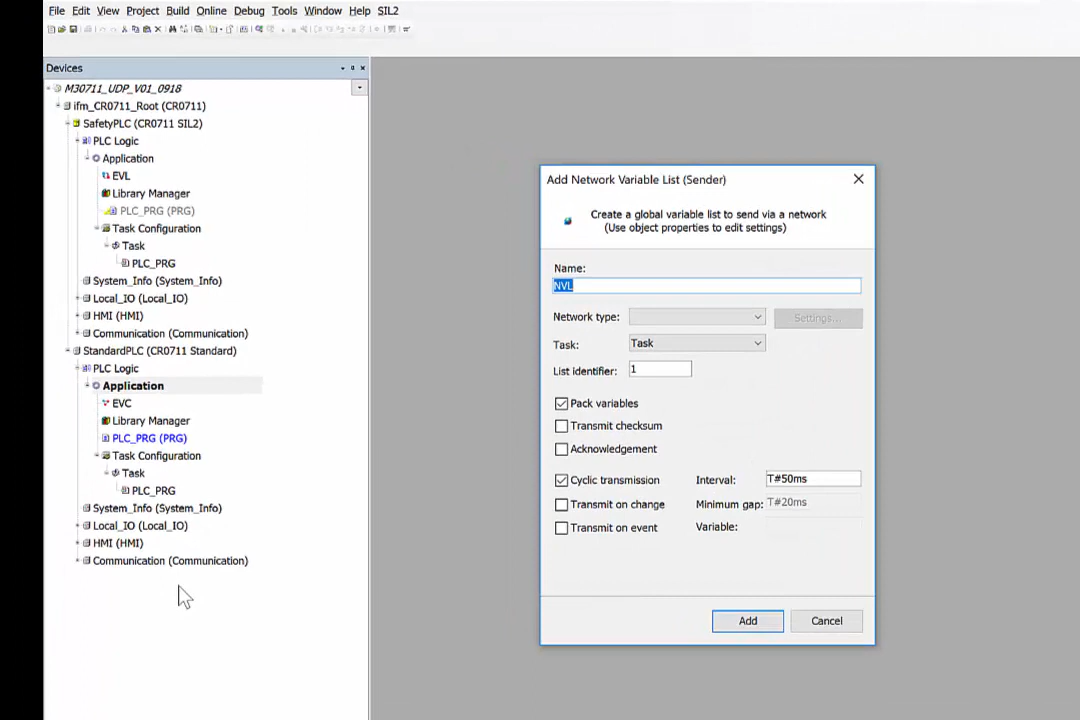 File Edit View Project Build Online Debug Tools Window Help SIL2
Devices
M30711_UDP_V01_0918
ifm_CR0711_Root (CR0711)
SafetyPLC (CR0711 SIL2)
PLC Logic
Application
EVL
Library Manager
PLC_PRG (PRG)
Task Configuration
Task
PLC_PRG
System_Info (System_Info)
Local_IO (Local_IO)
HMI (HMI)
Communication (Communication)
StandardPLC (CR0711 Standard)
PLC Logic
Application
EVC
Library Manager
PLC_PRG (PRG)
Task Configuration
Task
PLC_PRG
System_Info (System_Info)
Local_IO (Local_IO)
HMI (HMI)
Communication (Communication)
Add Network Variable List (Sender)
Create a global variable list to send via a network
(Use object properties to edit settings)
Name:
NVL
Network type: Settings...
Task: Task
List identifier: 1
Pack variables
Transmit checksum
Acknowledgement
Cyclic transmission Interval: T#50ms
Transmit on change Minimum gap: T#20ms
Transmit on event Variable:
Add Cancel